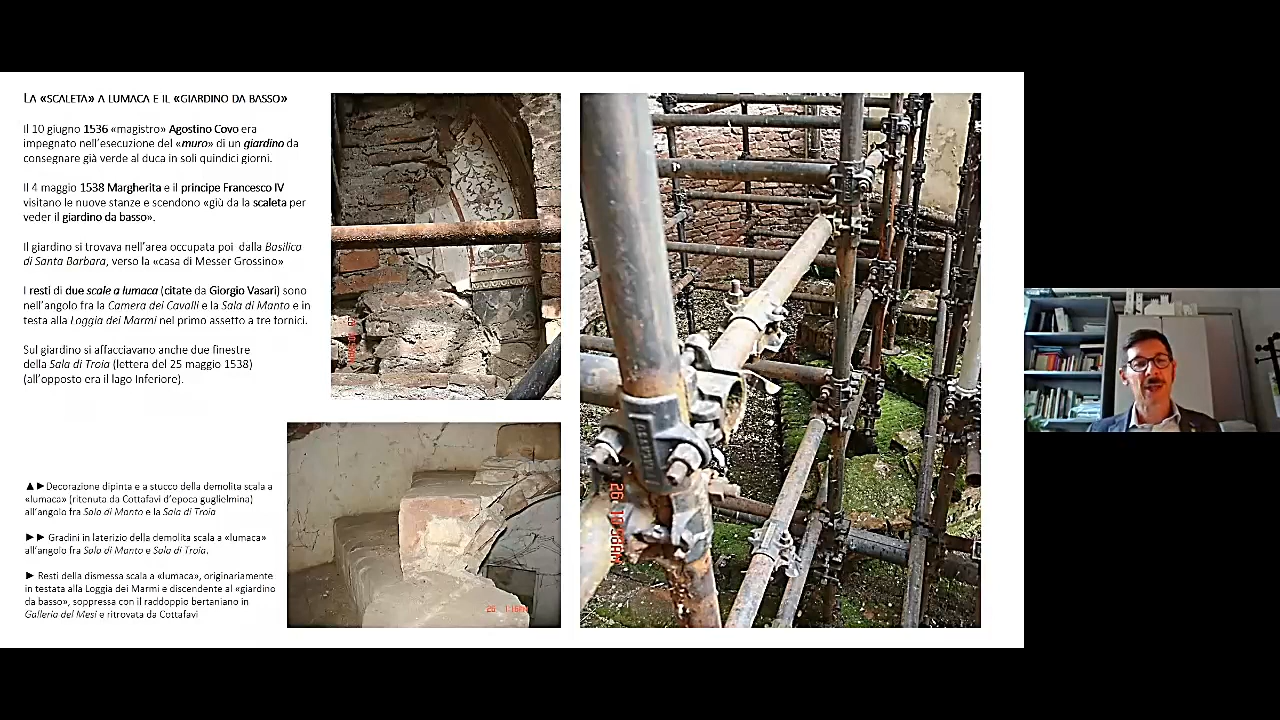 LA «SCALETA» A LUMACA E IL «GIARDINO DA BASSO»
Il 10 giugno 1536 «magistro» Agostino Covo era
impegnato nell'esecuzione del «muro» di un giardino da
consegnare già verde al duca in soli quindici giorni.
Il 4 maggio 1538 Margherita e il principe Francesco IV
visitano le nuove stanze e scendono «giù da la scaleta per
veder il giardino da basso».
Il giardino si trovava nell'area occupata poi dalla Basilica
di Santa Barbara, verso la «casa di Messer Grossino»
I resti di due scale a lumaca (citate da Giorgio Vasari) sono
nell'angolo fra la Camera dei Cavalli e la Sala di Manto e in
testa alla Loggia dei Marmi nel primo assetto a tre fornici.
Sul giardino si affacciavano anche due finestre
della Sala di Troia (lettera del 25 maggio 1538)
(all'opposto era il lago Inferiore).
▲►Decorazione dipinta e a stucco della demolita scala a
«lumaca» (ritenuta da Cottafavi d'epoca guglielmina)
all'angolo fra Sala di Manto e la Sala di Troia
►► Gradini in laterizio della demolita scala a «lumaca»
all'angolo fra Sala di Manto e Sala di Troia.
► Resti della dismessa scala a «lumaca», originariamente
in testata alla Loggia dei Marmi e discendente al «giardino
da basso», soppressa con il raddoppio bertaniano in
Galleria dei Mesi e ritrovata da Cottafavi